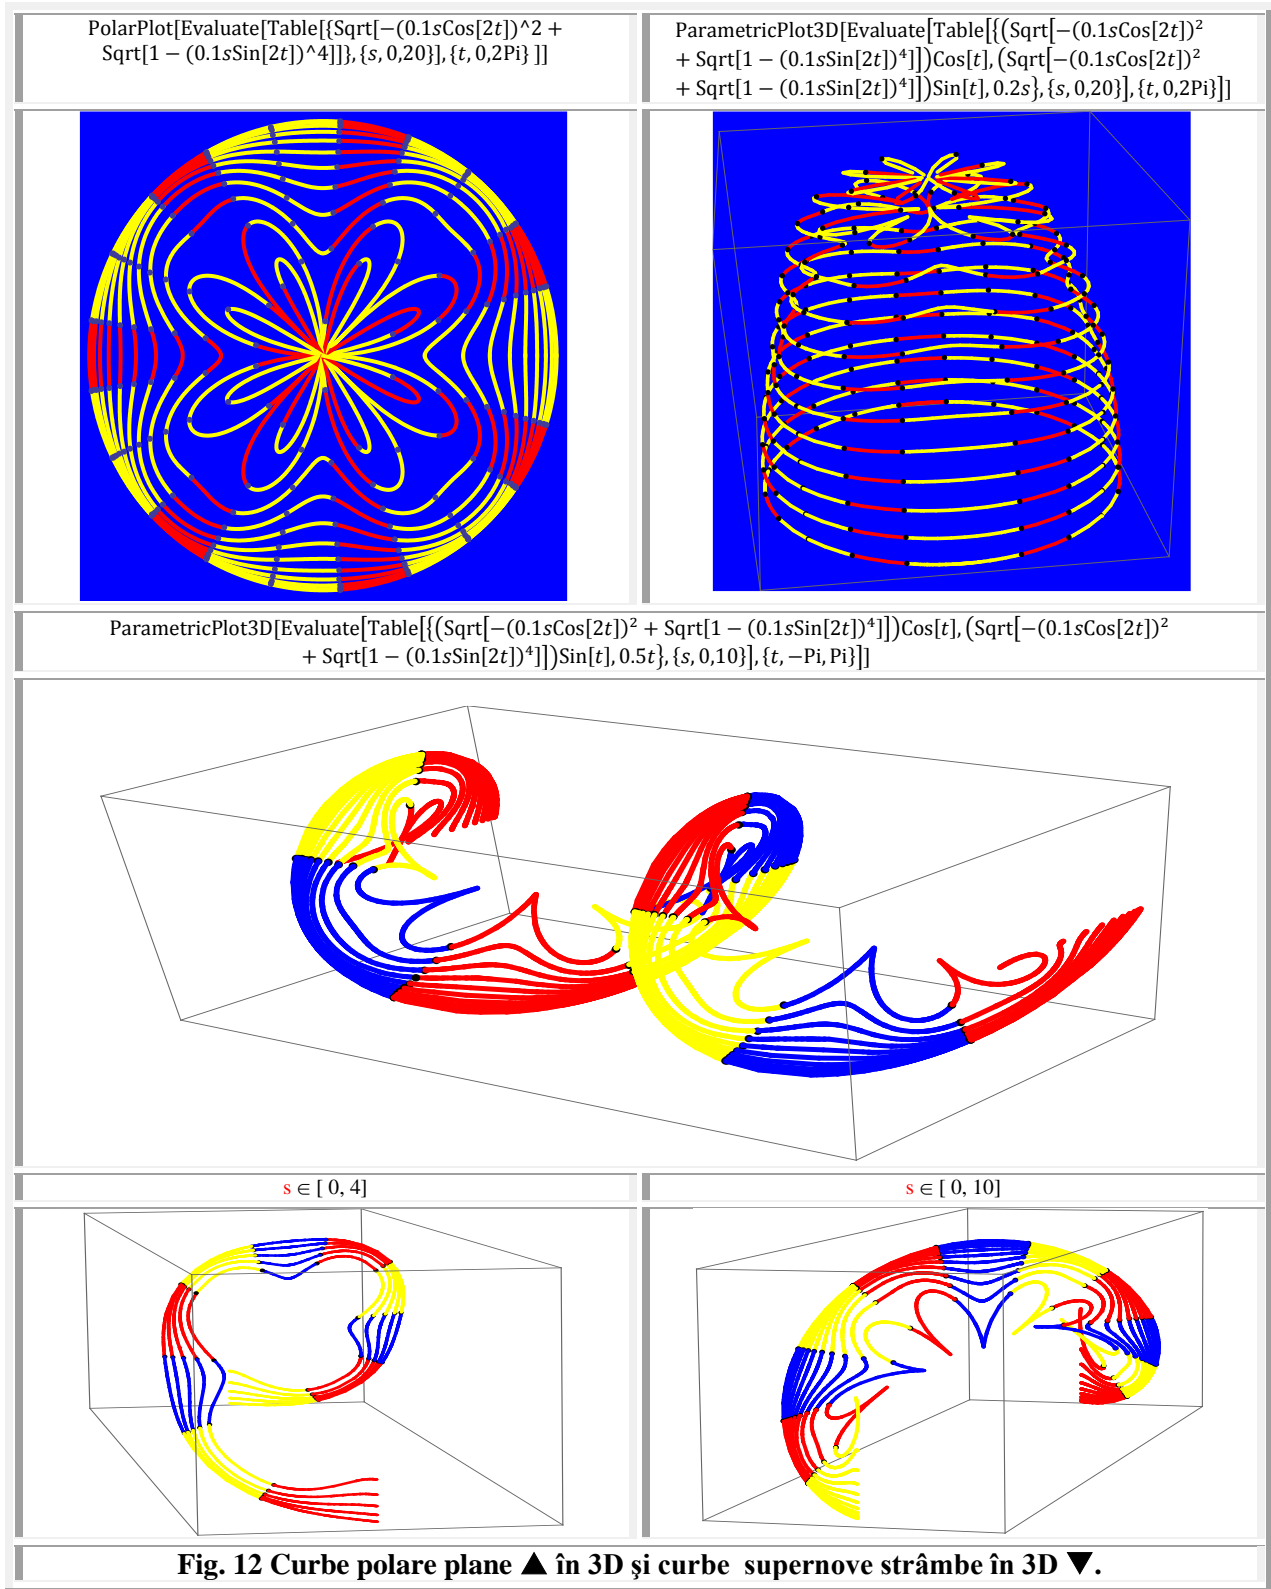 PolarPlot[Evaluate[Table[{Sqrt[−(0.1sCos[2t])^2 +
Sqrt[1 − (0.1sSin[2t])^4]]}, {s, 0,20}], {t, 0,2Pi} ]]
ParametricPlot3D[Evaluate[Table[{(Sqrt[−(0.1sCos[2t])²
+ Sqrt[1 − (0.1sSin[2t])⁴]])Cos[t], (Sqrt[−(0.1sCos[2t])²
+ Sqrt[1 − (0.1sSin[2t])⁴]])Sin[t], 0.2s}, {s, 0,20}], {t, 0,2Pi}]]
ParametricPlot3D[Evaluate[Table[{(Sqrt[−(0.1sCos[2t])² + Sqrt[1 − (0.1sSin[2t])⁴]])Cos[t], (Sqrt[−(0.1sCos[2t])²
+ Sqrt[1 − (0.1sSin[2t])⁴]])Sin[t], 0.5t}, {s, 0,10}], {t, −Pi, Pi}]]
s ∈ [ 0, 4]
s ∈ [ 0, 10]
Fig. 12 Curbe polare plane ▲ în 3D şi curbe supernove strâmbe în 3D ▼.